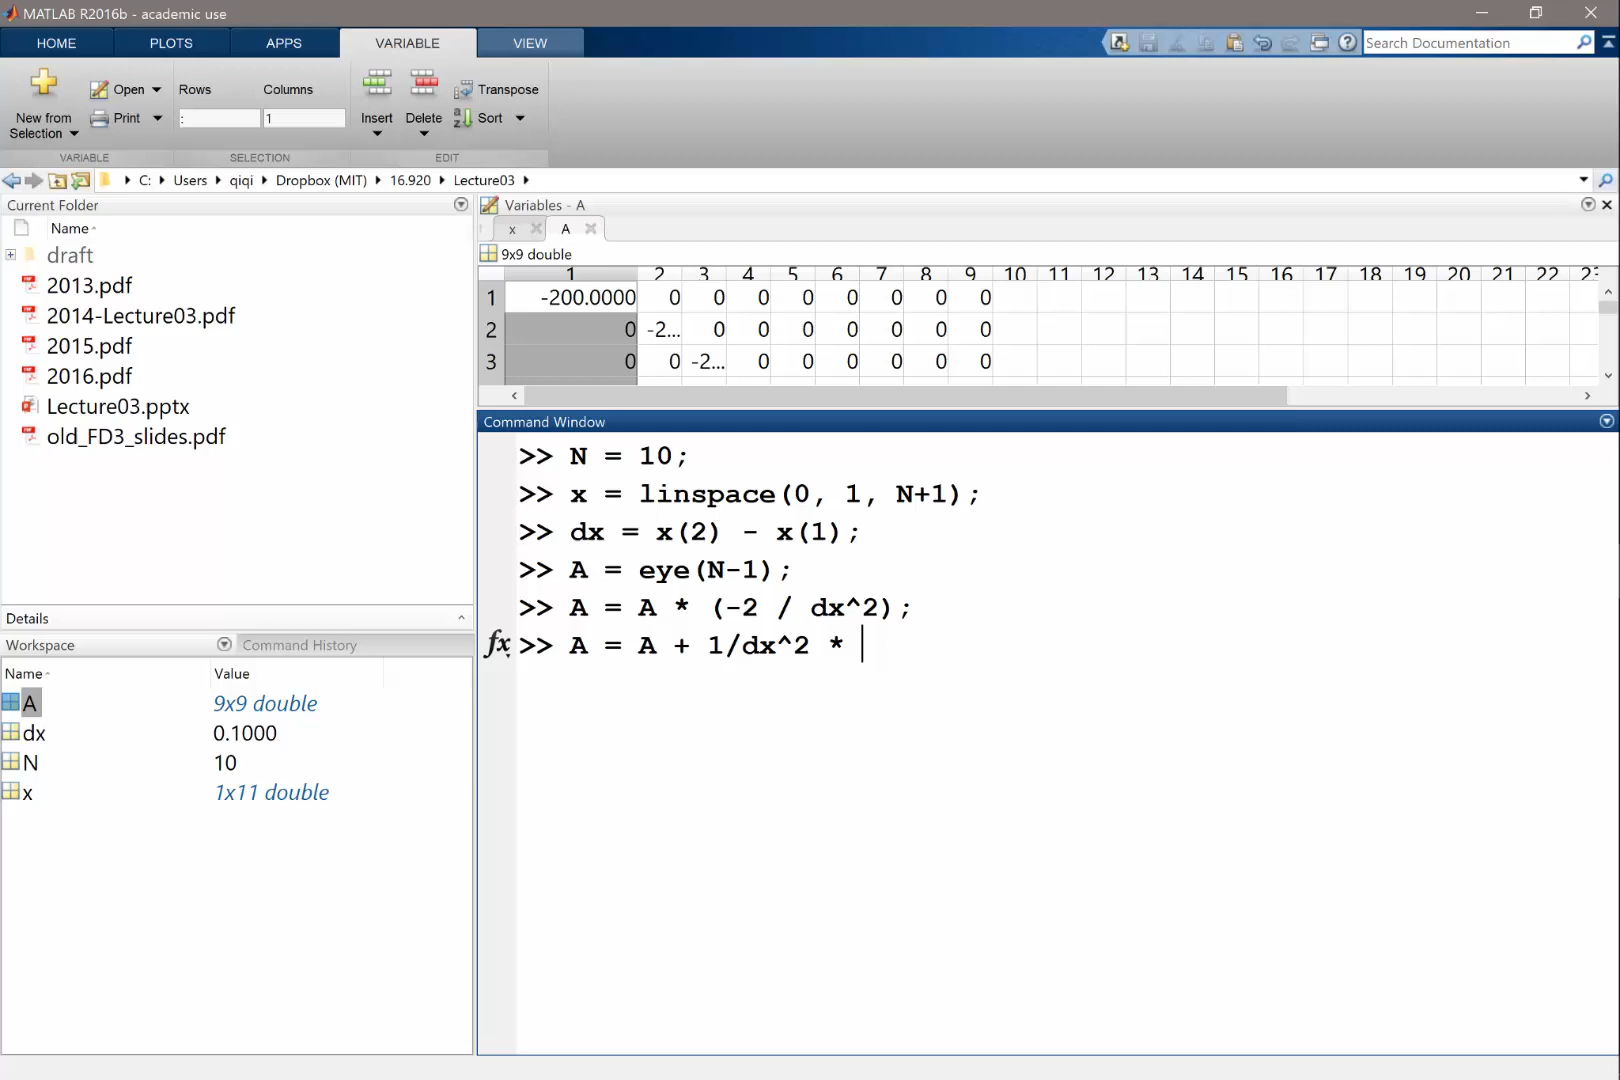 MATLAB R2016b - academic use
HOME PLOTS APPS VARIABLE VIEW
Search Documentation
New from Selection
Open
Print
Rows
:
Columns
1
Insert
Delete
Transpose
Sort
VARIABLE SELECTION EDIT
C: Users qiqi Dropbox (MIT) 16.920 Lecture03
Current Folder
Name
draft
2013.pdf
2014-Lecture03.pdf
2015.pdf
2016.pdf
Lecture03.pptx
old_FD3_slides.pdf
Details
Workspace
Command History
Name Value
A 9x9 double
dx 0.1000
N 10
x 1x11 double
Variables - A
x A
9x9 double
1 2 3 4 5 6 7 8 9 10 11 12 13 14 15 16 17 18 19 20 21 22
1 -200.0000 0 0 0 0 0 0 0 0
2 0 -2... 0 0 0 0 0 0 0
3 0 0 -2... 0 0 0 0 0 0
Command Window
>> N = 10;
>> x = linspace(0, 1, N+1);
>> dx = x(2) - x(1);
>> A = eye(N-1);
>> A = A * (-2 / dx^2);
fx >> A = A + 1/dx^2 *